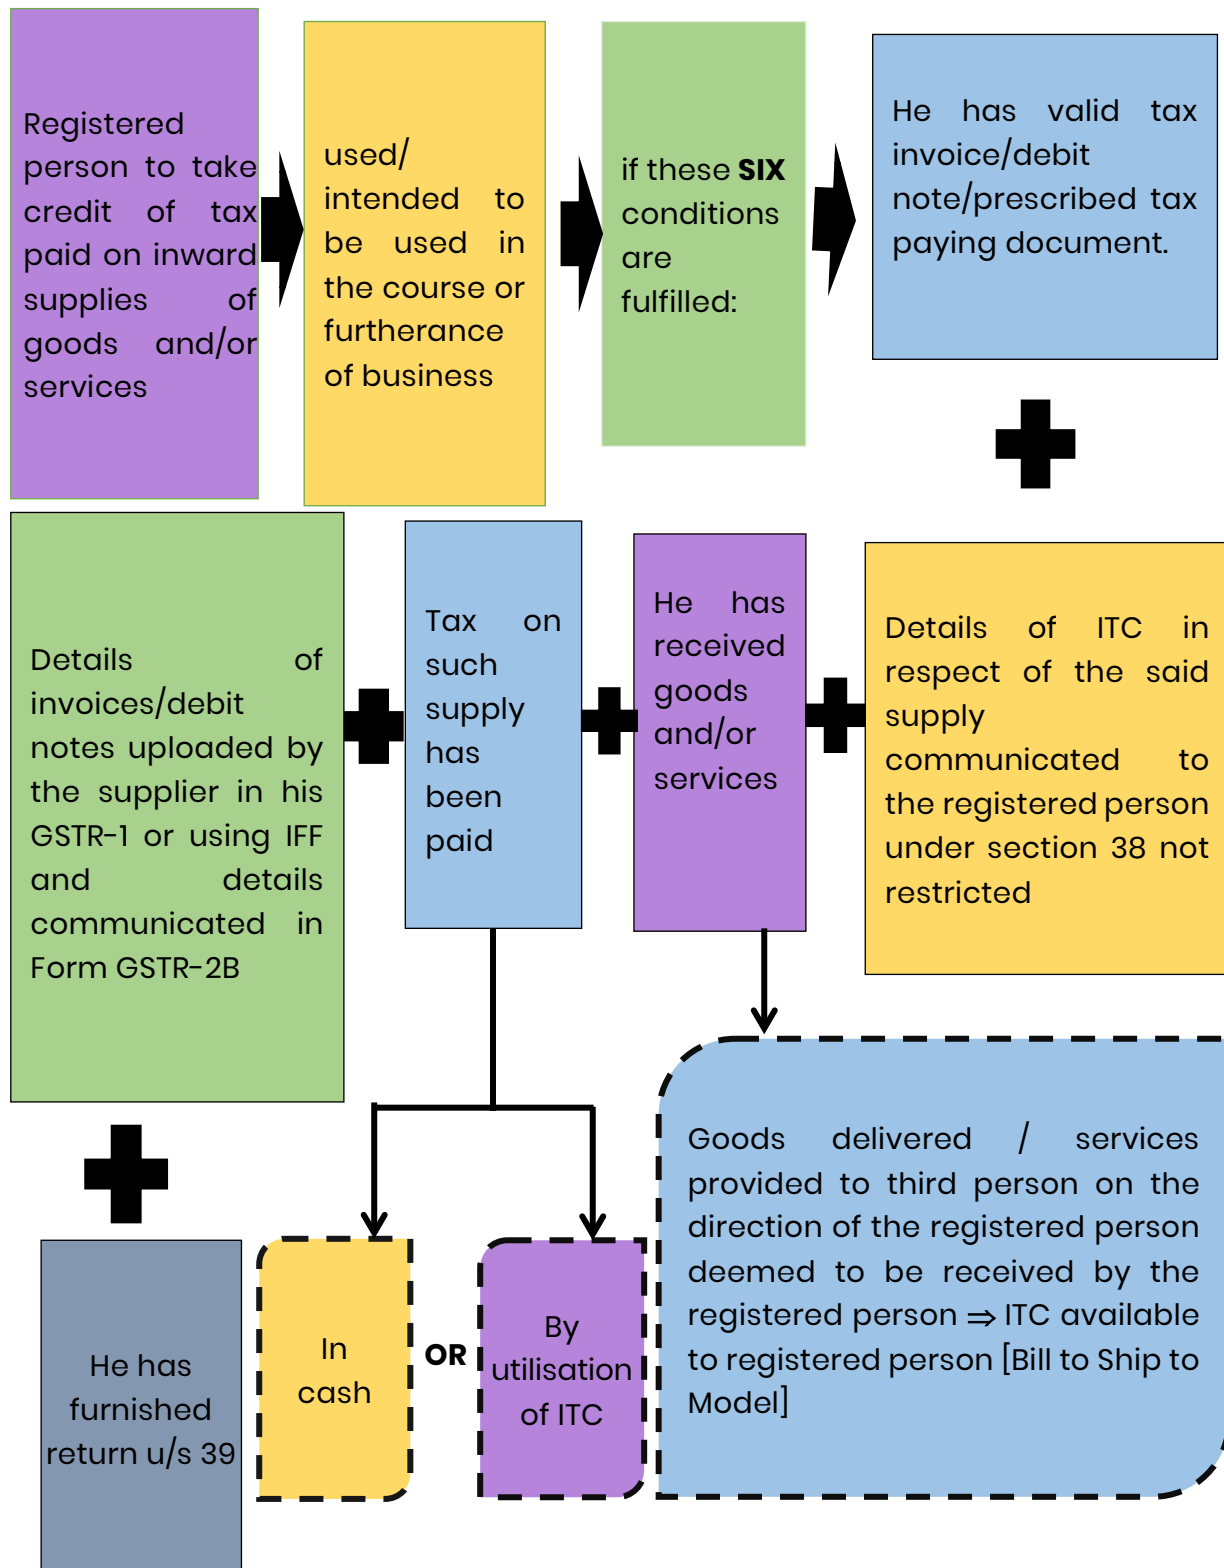 Registered
person to take
credit of tax
paid on inward
supplies of
goods and/or
services
used/
intended to
be used in
the course or
furtherance
of business
if these SIX
conditions
are
fulfilled:
He has valid tax
invoice/debit
note/prescribed tax
paying document.
Details of ITC in
respect of the said
supply
communicated to
the registered person
under section 38 not
restricted
He has
received
goods
and/or
services
Tax on
such
supply
has
been
paid
Details of
invoices/debit
notes uploaded by
the supplier in his
GSTR-1 or using IFF
and details
communicated in
Form GSTR-2B
He has
furnished
return u/s 39
In
cash
OR
By
utilisation
of ITC
Goods delivered / services
provided to third person on the
direction of the registered person
deemed to be received by the
registered person ⇒ ITC available
to registered person [Bill to Ship to
Model]